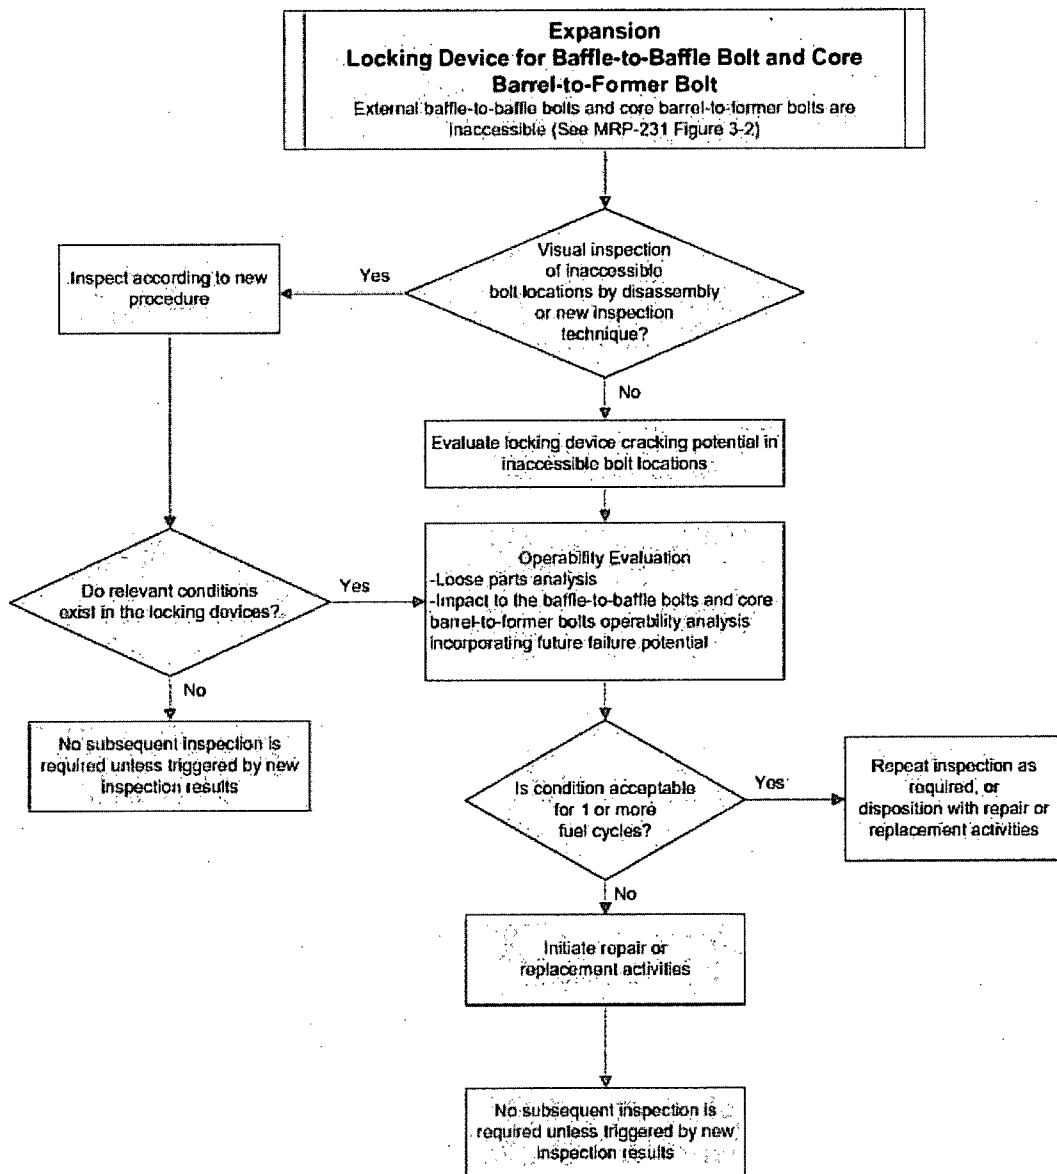 Expansion
Locking Device for Baffle-to-Baffle Bolt and Core
Barrel-to-Former Bolt
External baffle-to-baffle bolts and core barrel-to-former bolts are
inaccessible (See MRP-231 Figure 3-2)
Visual inspection
of inaccessible
bolt locations by disassembly
or new inspection
technique?
Yes
Inspect according to new
procedure
No
Evaluate locking device cracking potential in
inaccessible bolt locations
Do relevant conditions
exist in the locking devices?
Yes
Operability Evaluation
-Loose parts analysis
-Impact to the baffle-to-baffle bolts and core
barrel-to-former bolts operability analysis
incorporating future failure potential
No
No subsequent inspection is
required unless triggered by new
inspection results
Is condition acceptable
for 1 or more
fuel cycles?
Yes
Repeat inspection as
required, or
disposition with repair or
replacement activities
No
Initiate repair or
replacement activities
No subsequent inspection is
required unless triggered by new
inspection results